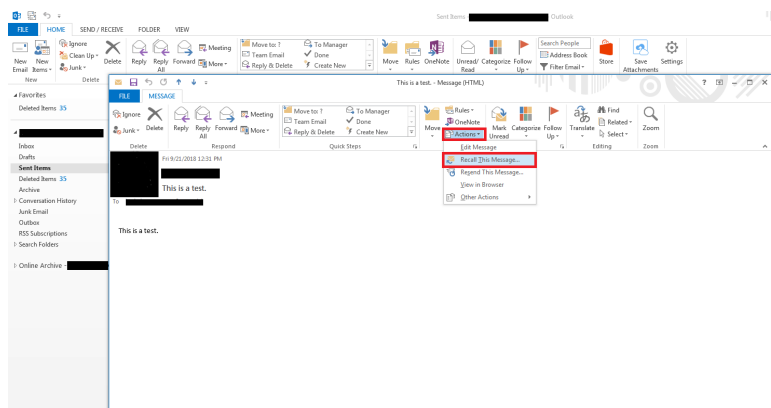 Sent Items - Outlook
FILE HOME SEND / RECEIVE FOLDER VIEW
New Email
New Items
Ignore
Clean Up
Junk
Delete
Reply
Reply All
Forward
Meeting
More
Move to: ?
Team Email
Reply & Delete
To Manager
Done
Create New
Move
Rules
OneNote
Unread/ Read
Categorize
Follow Up
Search People
Address Book
Filter Email
Store
Save Attachments
Settings
New
Delete
Favorites
Deleted Items 35
Inbox
Drafts
Sent Items
Deleted Items 35
Archive
Conversation History
Junk Email
Outbox
RSS Subscriptions
Search Folders
Online Archive -
This is a test. - Message (HTML)
FILE MESSAGE
Ignore
Junk
Delete
Reply
Reply All
Forward
Meeting
More
Move to: ?
Team Email
Reply & Delete
To Manager
Done
Create New
Move
Rules
OneNote
Actions
Mark Unread
Categorize
Follow Up
Translate
Find
Related
Select
Zoom
Delete
Respond
Quick Steps
Editing
Zoom
Edit Message
Recall This Message...
Resend This Message...
View in Browser
Other Actions
Fri 9/21/2018 12:31 PM
This is a test.
To
This is a test.